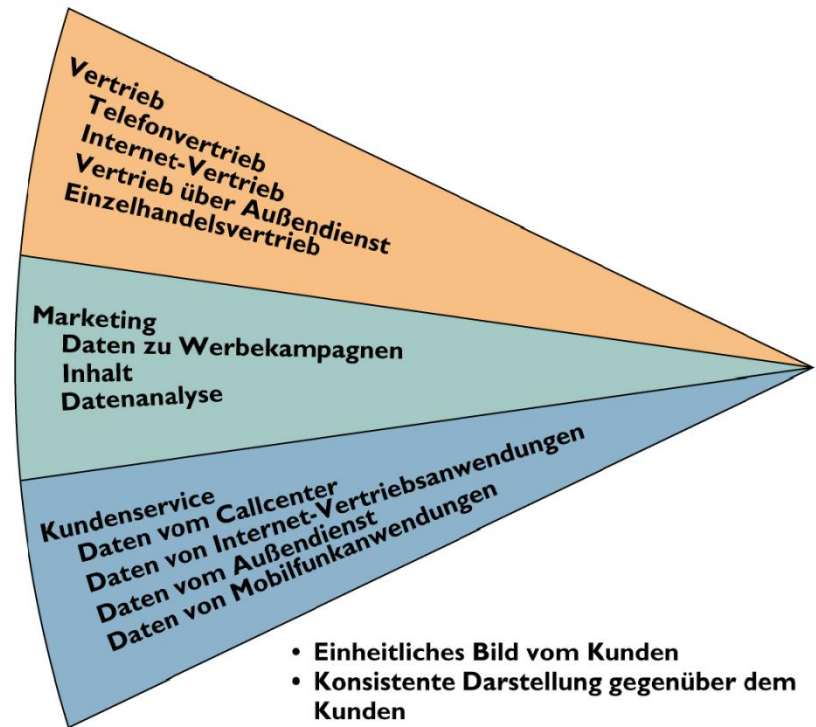 Vertrieb
Telefonvertrieb
Internet-Vertrieb
Vertrieb über Außendienst
Einzelhandelsvertrieb
Marketing
Daten zu Werbekampagnen
Inhalt
Datenanalyse
Kundenservice
Daten vom Callcenter
Daten von Internet-Vertriebsanwendungen
Daten vom Außendienst
Daten von Mobilfunkanwendungen
• Einheitliches Bild vom Kunden
• Konsistente Darstellung gegenüber dem
Kunden